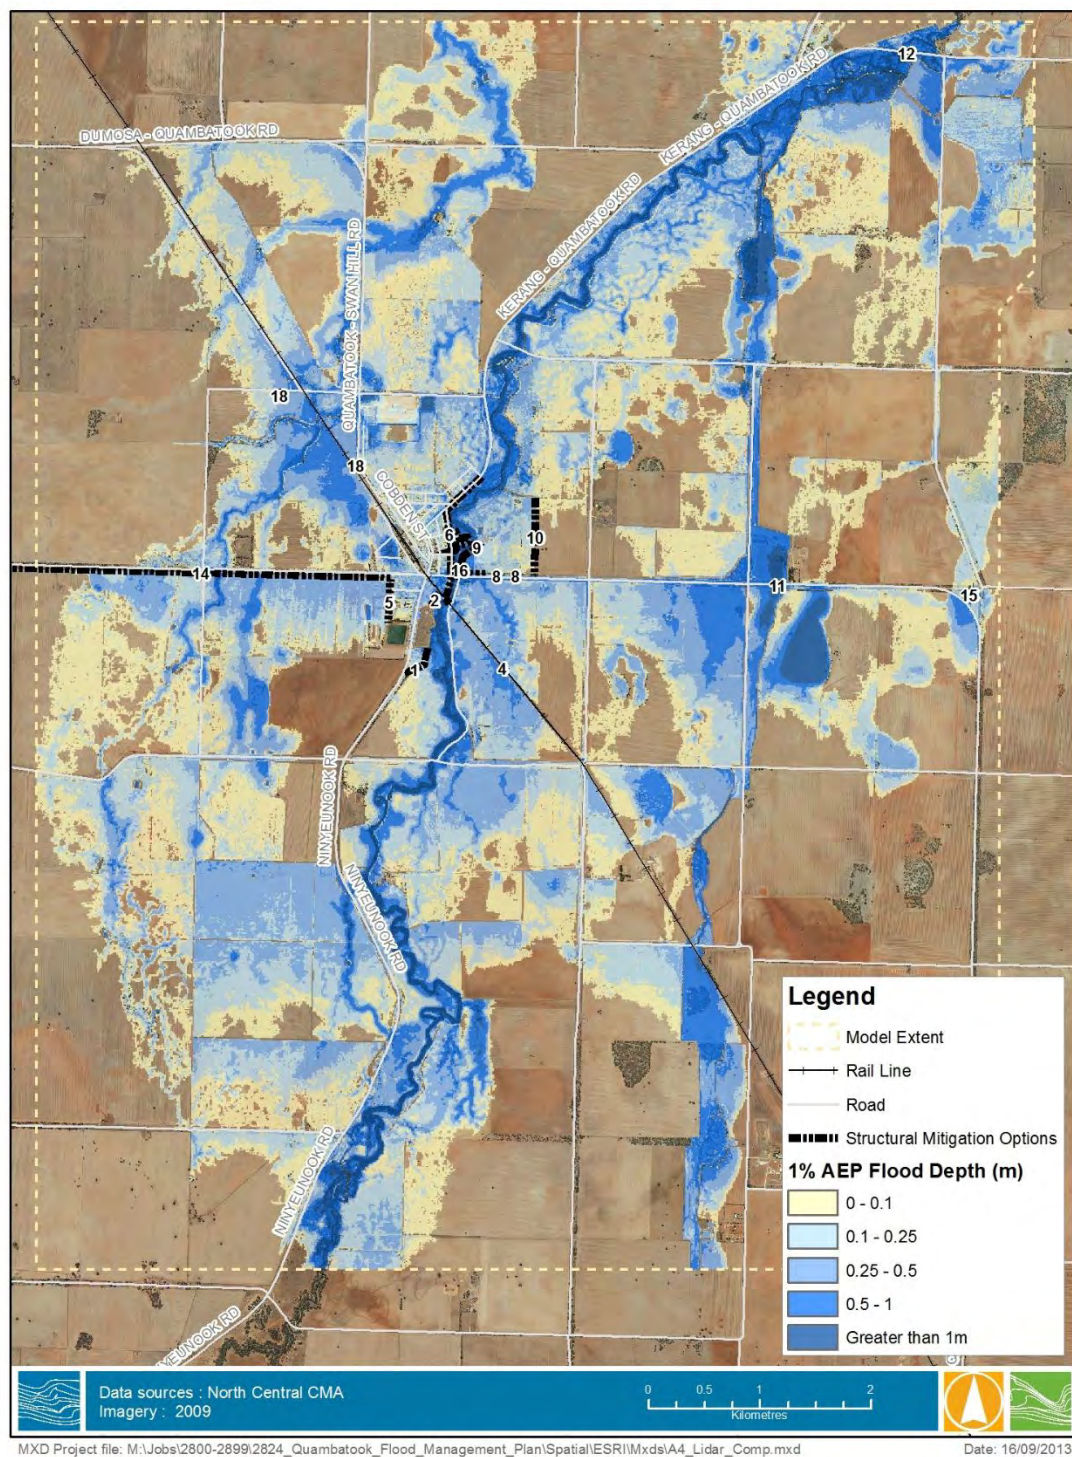 12
KERANG - QUAMBATOOK RD
DUMOSA - QUAMBATOOK RD
KERANG - QUAMBATOOK RD
QUAMBATOOK - SWAN HILL RD
18
18
COBDEN ST
6
9
10
16
8
8
14
5
2
11
15
1
4
NINYEUNOOK RD
NINYEUNOOK RD
NINYEUNOOK RD
YEUNOOK RD
Legend
Model Extent
Rail Line
Road
Structural Mitigation Options
1% AEP Flood Depth (m)
0 - 0.1
0.1 - 0.25
0.25 - 0.5
0.5 - 1
Greater than 1m
Data sources : North Central CMA
Imagery : 2009
0 0.5 1 2
Kilometres
MXD Project file: M:\Jobs\2800-2899\2824_Quambatook_Flood_Management_Plan\Spatial\ESRI\Mxds\A4_Lidar_Comp.mxd
Date: 16/09/2013